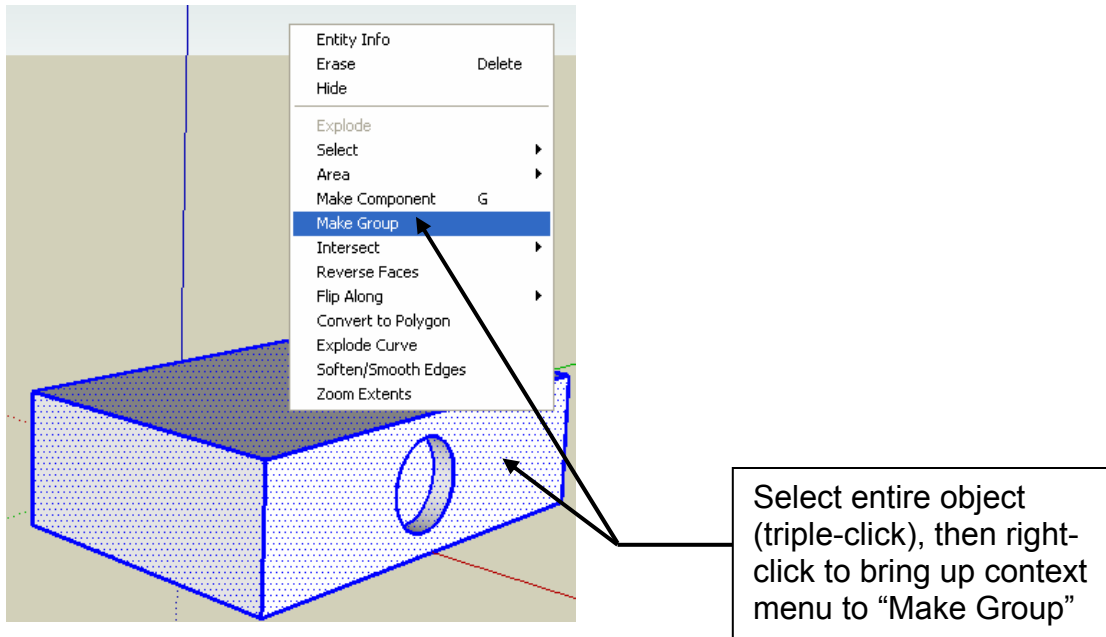 Entity Info
Erase Delete
Hide
Explode
Select
Area
Make Component G
Make Group
Intersect
Reverse Faces
Flip Along
Convert to Polygon
Explode Curve
Soften/Smooth Edges
Zoom Extents
Select entire object
(triple-click), then right-
click to bring up context
menu to “Make Group”